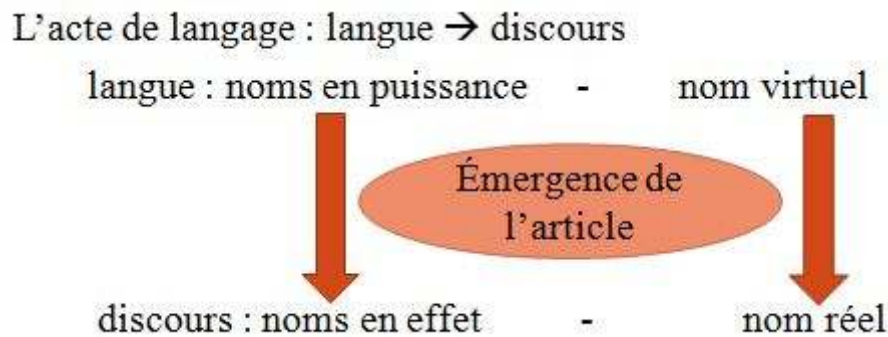 L’acte de langage : langue → discours
langue : noms en puissance - nom virtuel
Émergence de
l’article
discours : noms en effet - nom réel